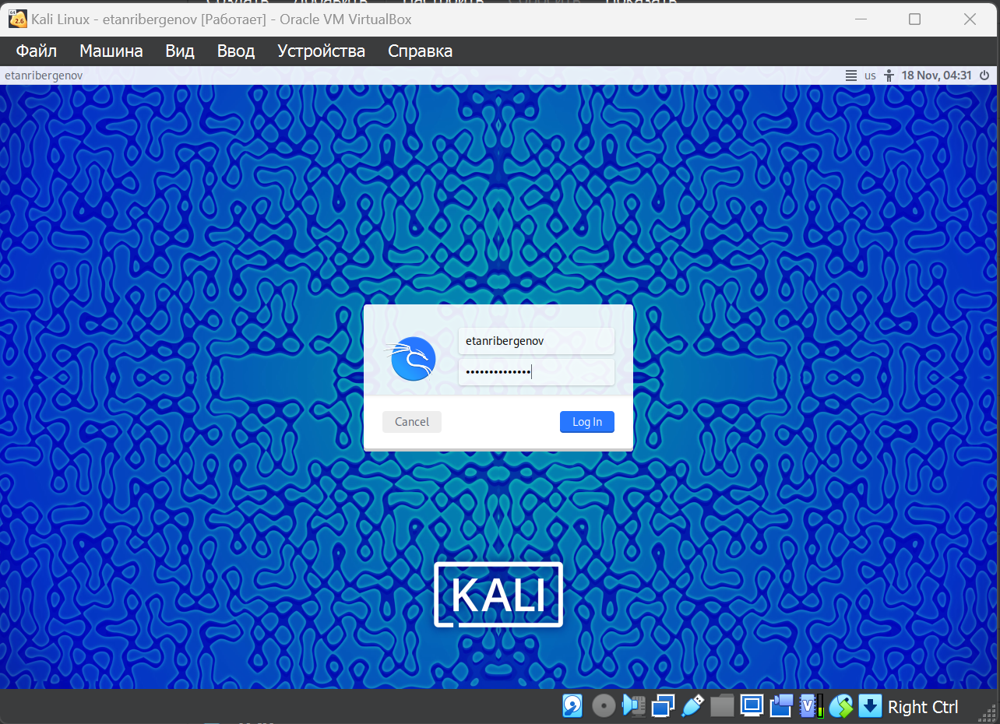 Kali Linux - etanribergenov [Работает] - Oracle VM VirtualBox
Файл Машина Вид Ввод Устройства Справка
etanribergenov us 18 Nov, 04:31
etanribergenov
••••••••••••••
Cancel Log In
KALI
Right Ctrl